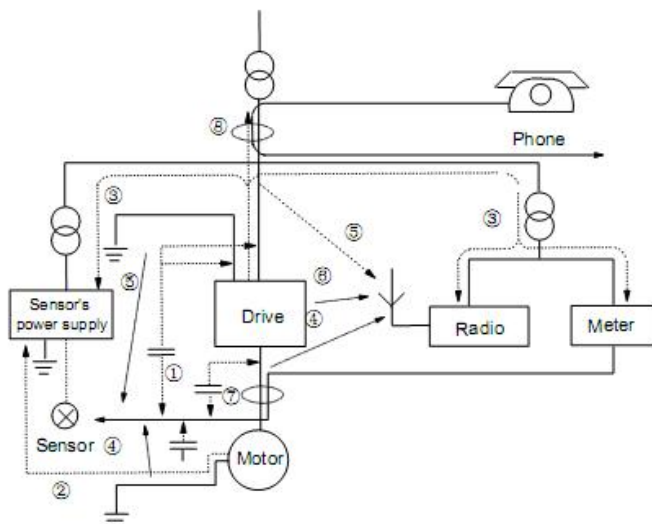 ⑧
Phone
③
③
⑤
⑥
⑤
Sensor's
power supply
Drive
④
Radio
Meter
①
⑦
Sensor
④
Motor
②